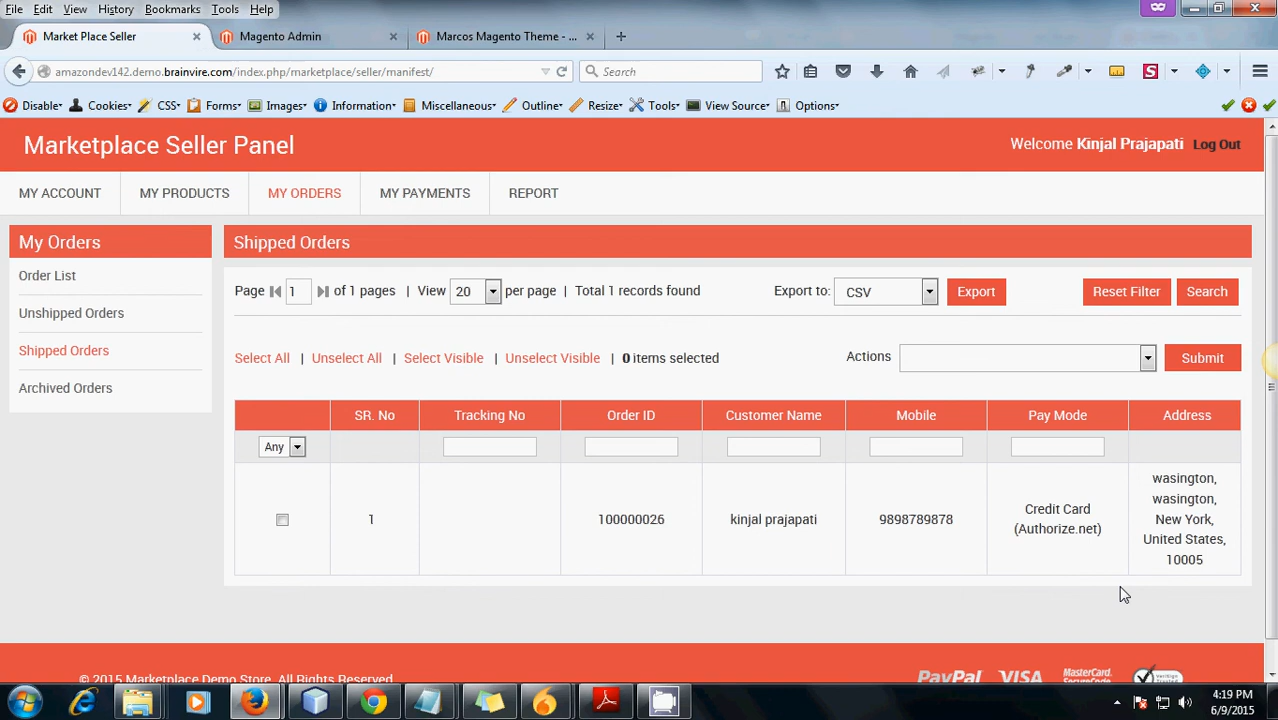 File Edit View History Bookmarks Tools Help
Market Place Seller × Magento Admin × Marcos Magento Theme - ... × +
amazondev142.demo.brainvire.com/index.php/marketplace/seller/manifest/ Search
Disable Cookies CSS Forms Images Information Miscellaneous Outline Resize Tools View Source Options
Marketplace Seller Panel Welcome Kinjal Prajapati Log Out
MY ACCOUNT MY PRODUCTS MY ORDERS MY PAYMENTS REPORT
My Orders
Order List
Unshipped Orders
Shipped Orders
Archived Orders
Shipped Orders
Page 1 of 1 pages | View 20 per page | Total 1 records found Export to: CSV Export Reset Filter Search
Select All | Unselect All | Select Visible | Unselect Visible | 0 items selected Actions Submit
SR. No Tracking No Order ID Customer Name Mobile Pay Mode Address
Any
1 100000026 kinjal prajapati 9898789878
Credit Card
(Authorize.net)
wasington,
wasington,
New York,
United States,
10005
© 2015 Marketplace Demo Store. All Rights Reserved.
PayPal VISA MasterCard.
4:19 PM
6/9/2015